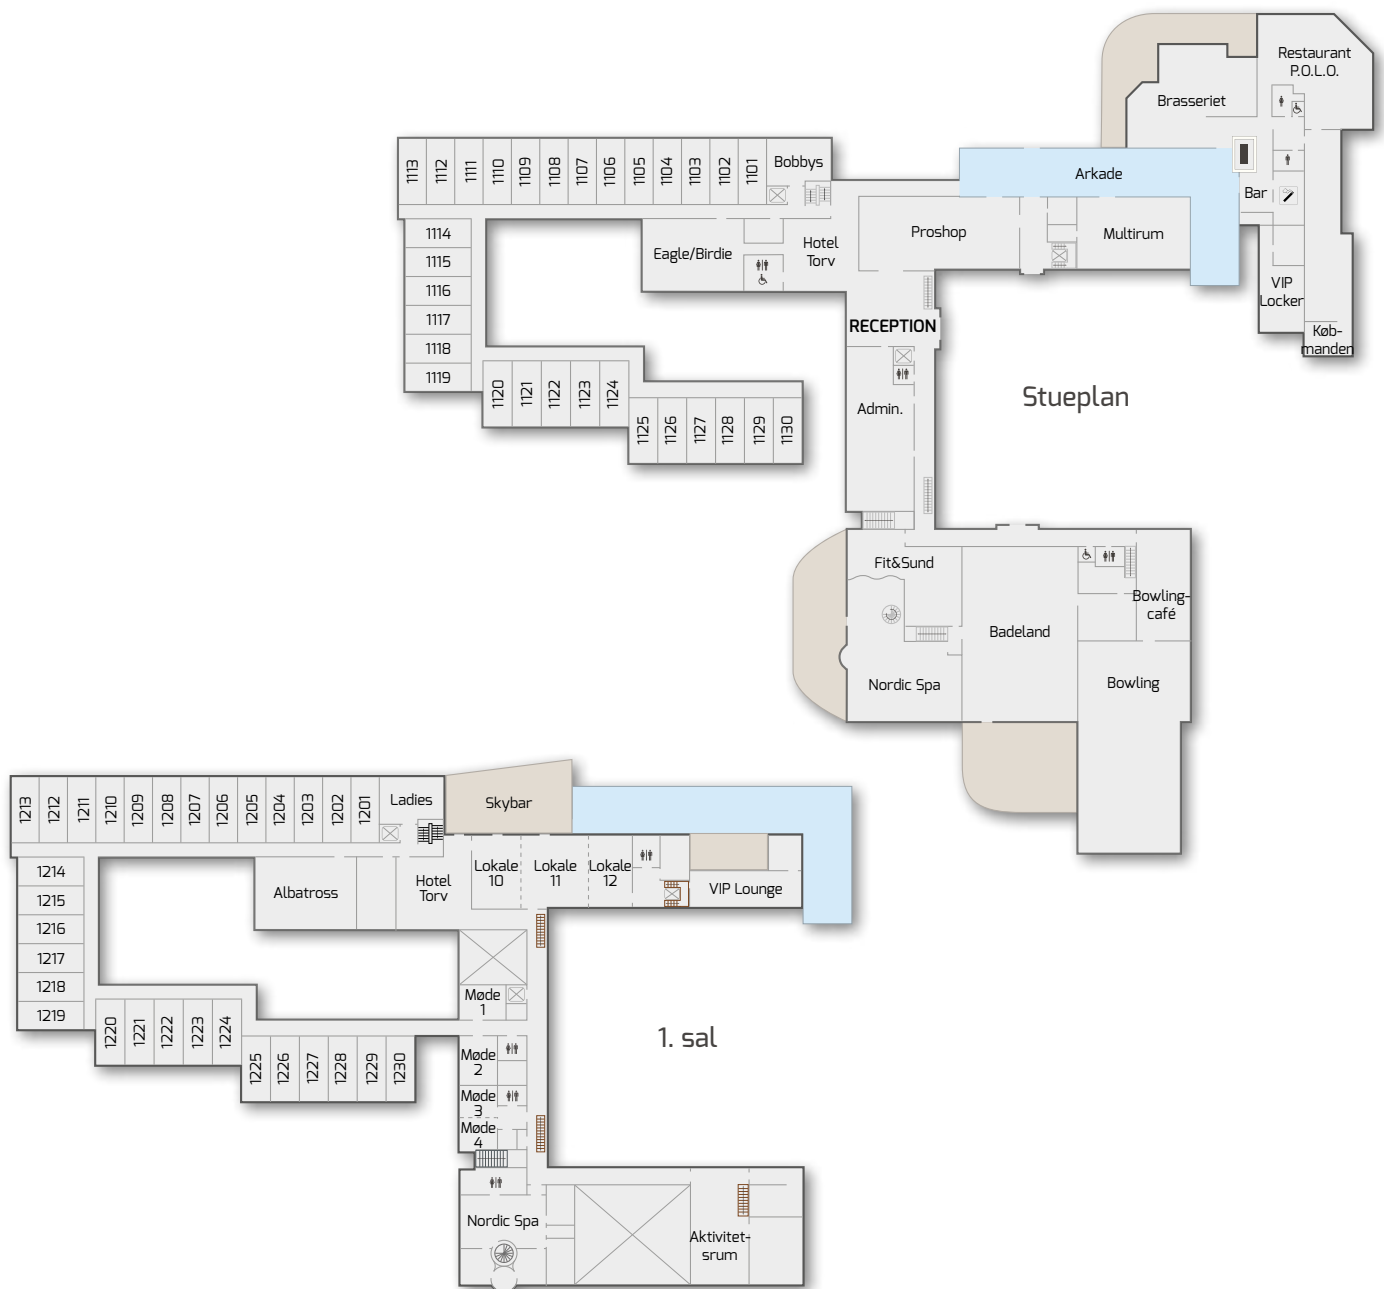 Restaurant
P.O.L.O.
Brasseriet
1113
1112
1111
1110
1109
1108
1107
1106
1105
1104
1103
1102
1101
Bobbys
Arkade
Bar
1114
1115
1116
1117
1118
1119
Eagle/Birdie
Hotel
Torv
Proshop
Multirum
VIP
Locker
Køb-
manden
RECEPTION
1120
1121
1122
1123
1124
1125
1126
1127
1128
1129
1130
Admin.
Stueplan
Fit&Sund
Badeland
Bowling-
café
Nordic Spa
Bowling
1213
1212
1211
1210
1209
1208
1207
1206
1205
1204
1203
1202
1201
Ladies
Skybar
1214
1215
1216
1217
1218
1219
Albatross
Hotel
Torv
Lokale
10
Lokale
11
Lokale
12
VIP Lounge
1220
1221
1222
1223
1224
1225
1226
1227
1228
1229
1230
Møde
1
Møde
2
Møde
3
Møde
4
1. sal
Nordic Spa
Aktivitet-
srum